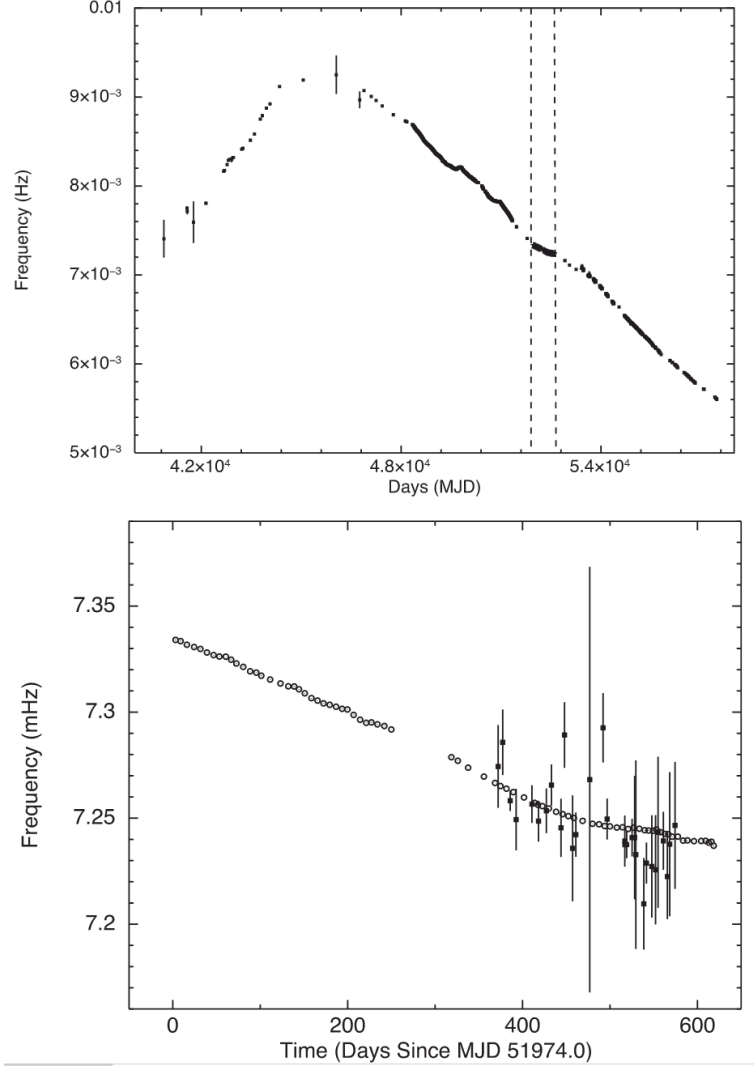 0.01
9×10⁻³
8×10⁻³
7×10⁻³
6×10⁻³
5×10⁻³
Frequency (Hz)
4.2×10⁴ 4.8×10⁴ 5.4×10⁴
Days (MJD)
7.35
7.3
7.25
7.2
Frequency (mHz)
0 200 400 600
Time (Days Since MJD 51974.0)